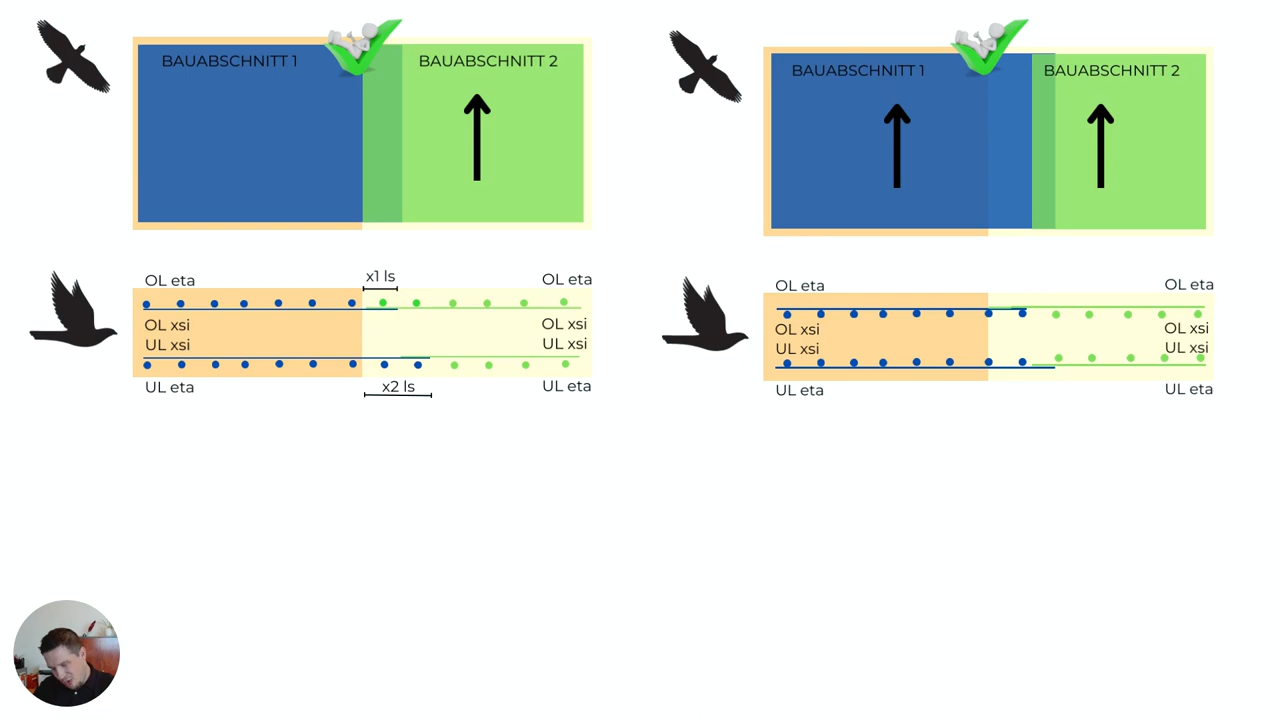 BAUABSCHNITT 1
BAUABSCHNITT 2
OL eta
x1 ls
OL eta
OL xsi
UL xsi
OL xsi
UL xsi
UL eta
x2 ls
UL eta
BAUABSCHNITT 1
BAUABSCHNITT 2
OL eta
OL eta
OL xsi
UL xsi
OL xsi
UL xsi
UL eta
UL eta